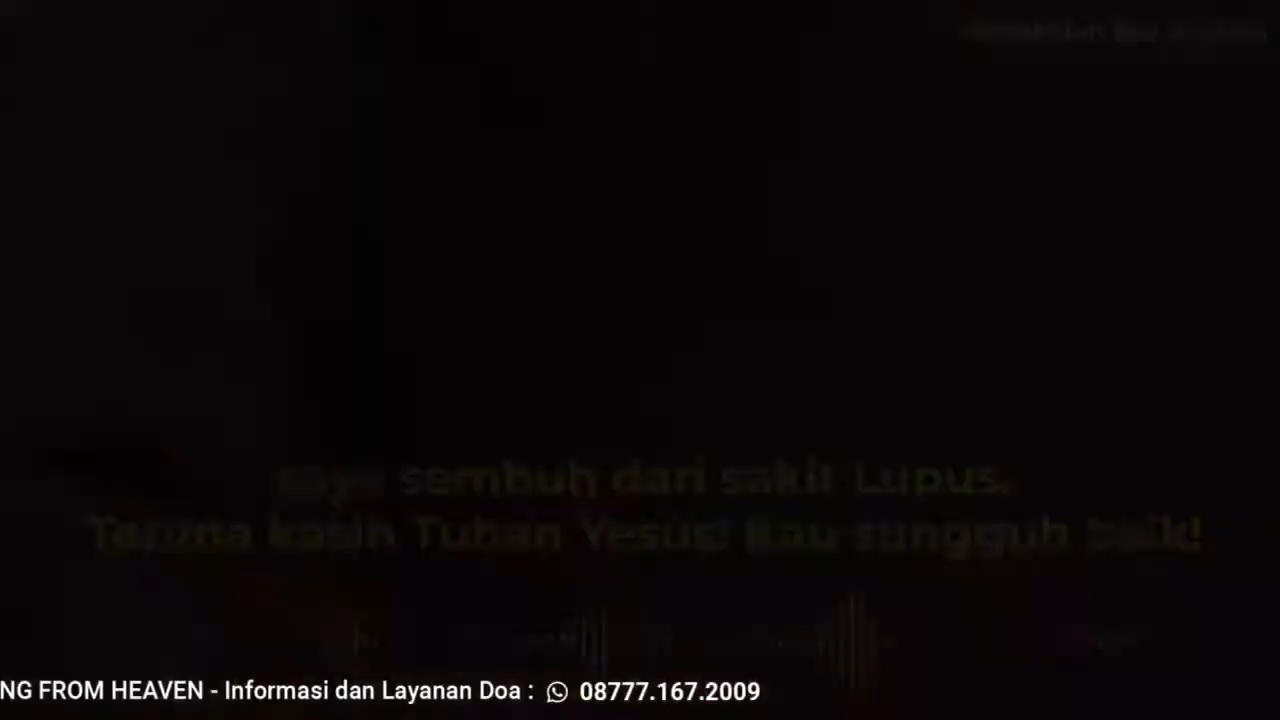 saya sembuh dari sakit Lupus.
Terima kasih Tuhan Yesus! Kau sungguh baik!
NG FROM HEAVEN - Informasi dan Layanan Doa : 08777.167.2009